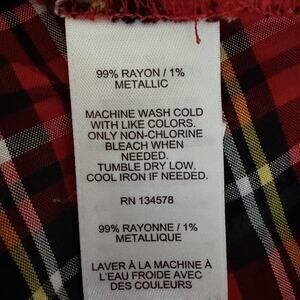 99% RAYON / 1%
METALLIC
MACHINE WASH COLD
WITH LIKE COLORS.
ONLY NON-CHLORINE
BLEACH WHEN
NEEDED.
TUMBLE DRY LOW.
COOL IRON IF NEEDED.
RN 134578
99% RAYONNE / 1%
METALLIQUE
LAVER À LA MACHINE À
L'EAU FROIDE AVEC
DES COULEURS